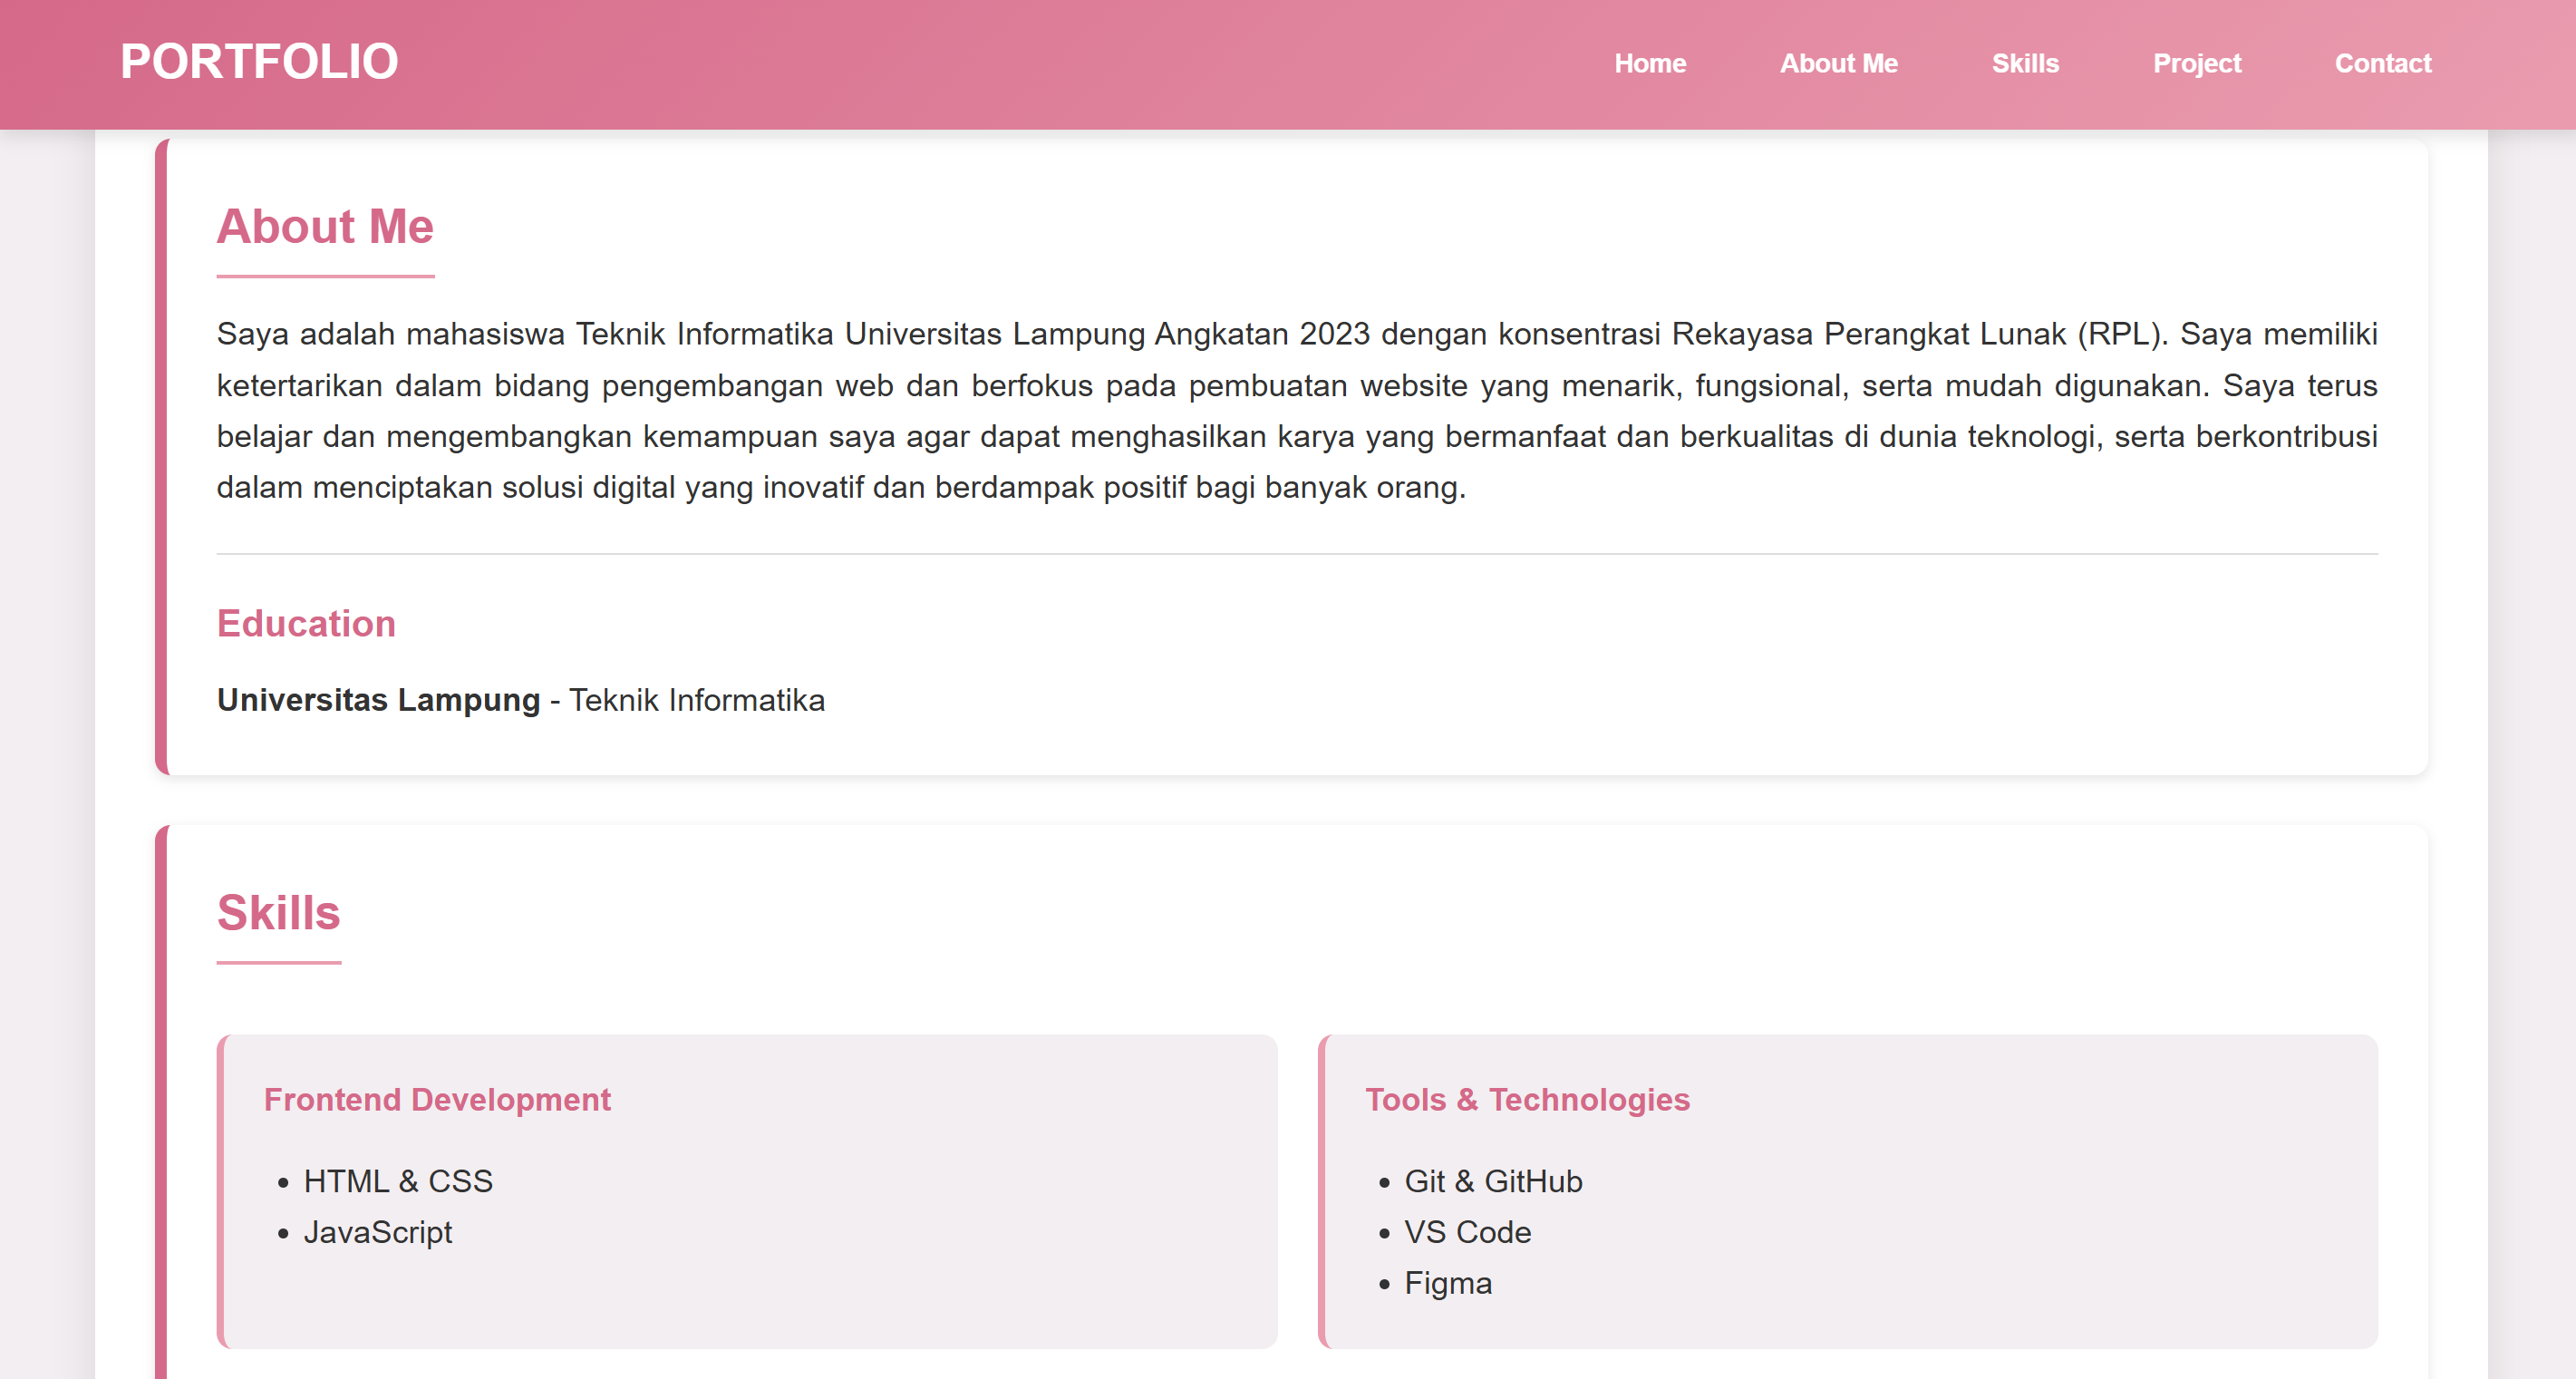 PORTFOLIO
Home About Me Skills Project Contact
About Me
Saya adalah mahasiswa Teknik Informatika Universitas Lampung Angkatan 2023 dengan konsentrasi Rekayasa Perangkat Lunak (RPL). Saya memiliki
ketertarikan dalam bidang pengembangan web dan berfokus pada pembuatan website yang menarik, fungsional, serta mudah digunakan. Saya terus
belajar dan mengembangkan kemampuan saya agar dapat menghasilkan karya yang bermanfaat dan berkualitas di dunia teknologi, serta berkontribusi
dalam menciptakan solusi digital yang inovatif dan berdampak positif bagi banyak orang.
Education
Universitas Lampung - Teknik Informatika
Skills
Frontend Development
HTML & CSS
JavaScript
Tools & Technologies
Git & GitHub
VS Code
Figma